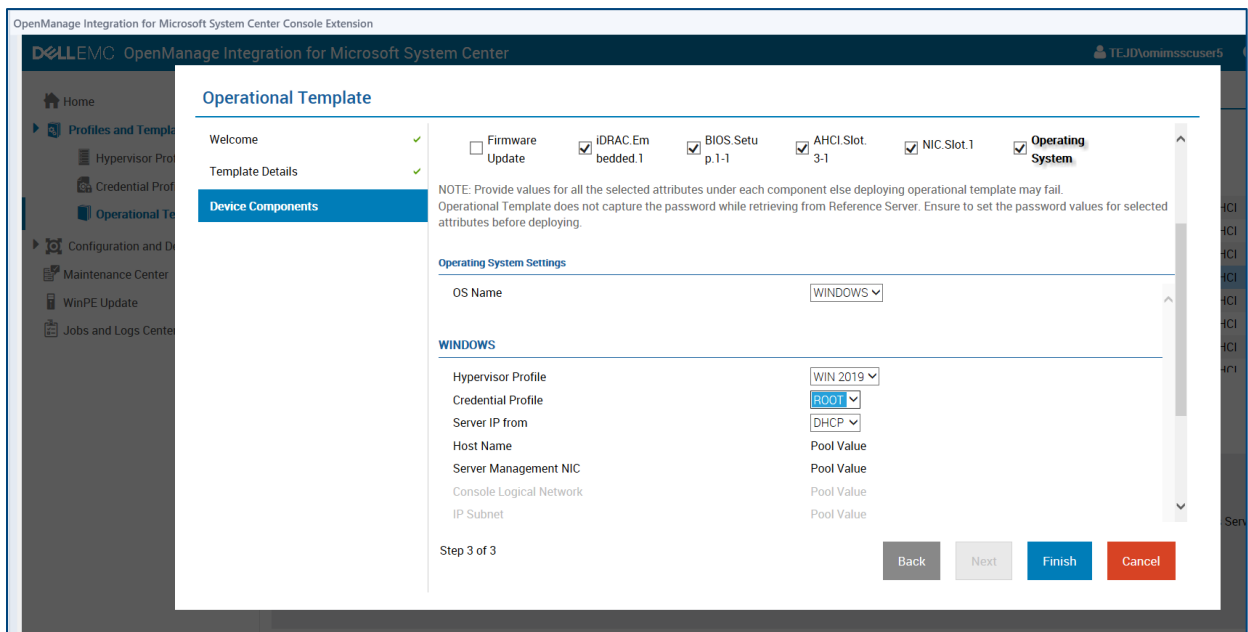 OpenManage Integration for Microsoft System Center Console Extension
DELLEMC OpenManage Integration for Microsoft System Center
TEJD\omimsscuser5
Home
Profiles and Templa
Hypervisor Prof
Credential Prof
Operational Te
Configuration and De
Maintenance Center
WinPE Update
Jobs and Logs Center
Operational Template
Welcome
Template Details
Device Components
Firmware
Update
iDRAC.Em
bedded.1
BIOS.Setu
p.1-1
AHCI.Slot.
3-1
NIC.Slot.1
Operating
System
NOTE: Provide values for all the selected attributes under each component else deploying operational template may fail.
Operational Template does not capture the password while retrieving from Reference Server. Ensure to set the password values for selected
attributes before deploying.
Operating System Settings
OS Name WINDOWS
WINDOWS
Hypervisor Profile WIN 2019
Credential Profile ROOT
Server IP from DHCP
Host Name Pool Value
Server Management NIC Pool Value
Console Logical Network Pool Value
IP Subnet Pool Value
Step 3 of 3
Back
Next
Finish
Cancel
HCI
HCI
HCI
HCI
HCI
HCI
HCI
HCI
Serv